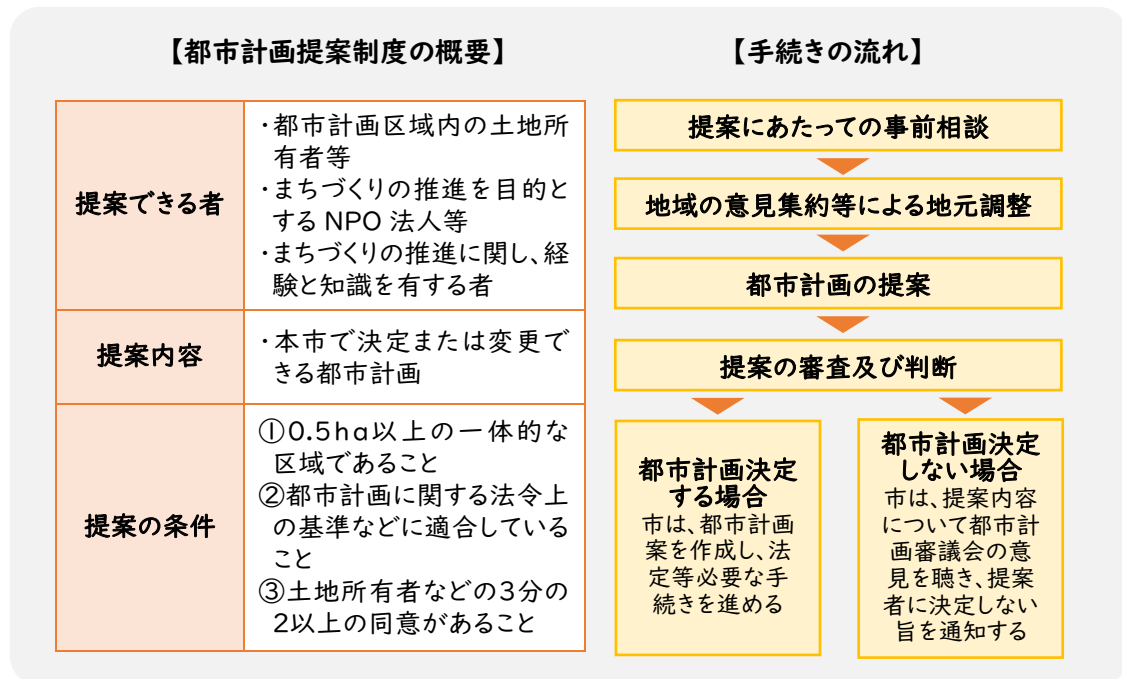 【都市計画提案制度の概要】
提案できる者
・都市計画区域内の土地所
有者等
・まちづくりの推進を目的と
する NPO 法人等
・まちづくりの推進に関し、経
験と知識を有する者
提案内容
・本市で決定または変更で
きる都市計画
提案の条件
①0.5ha以上の一体的な
区域であること
②都市計画に関する法令上
の基準などに適合している
こと
③土地所有者などの3分の
2以上の同意があること
【手続きの流れ】
提案にあたっての事前相談
地域の意見集約等による地元調整
都市計画の提案
提案の審査及び判断
都市計画決定
する場合
市は、都市計画
案を作成し、法
定等必要な手
続きを進める
都市計画決定
しない場合
市は、提案内容
について都市計
画審議会の意
見を聴き、提案
者に決定しない
旨を通知する